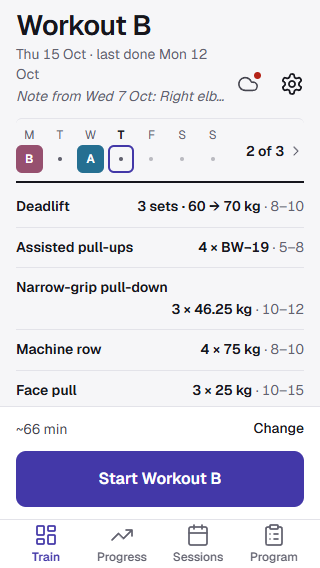 Workout B
Thu 15 Oct · last done Mon 12
Oct
Note from Wed 7 Oct: Right elb…
M T W T F S S
B A
2 of 3
Deadlift 3 sets · 60 → 70 kg · 8–10
Assisted pull-ups 4 × BW−19 · 5–8
Narrow-grip pull-down
3 × 46.25 kg · 10–12
Machine row 4 × 75 kg · 8–10
Face pull 3 × 25 kg · 10–15
~66 min Change
Start Workout B
Train Progress Sessions Program